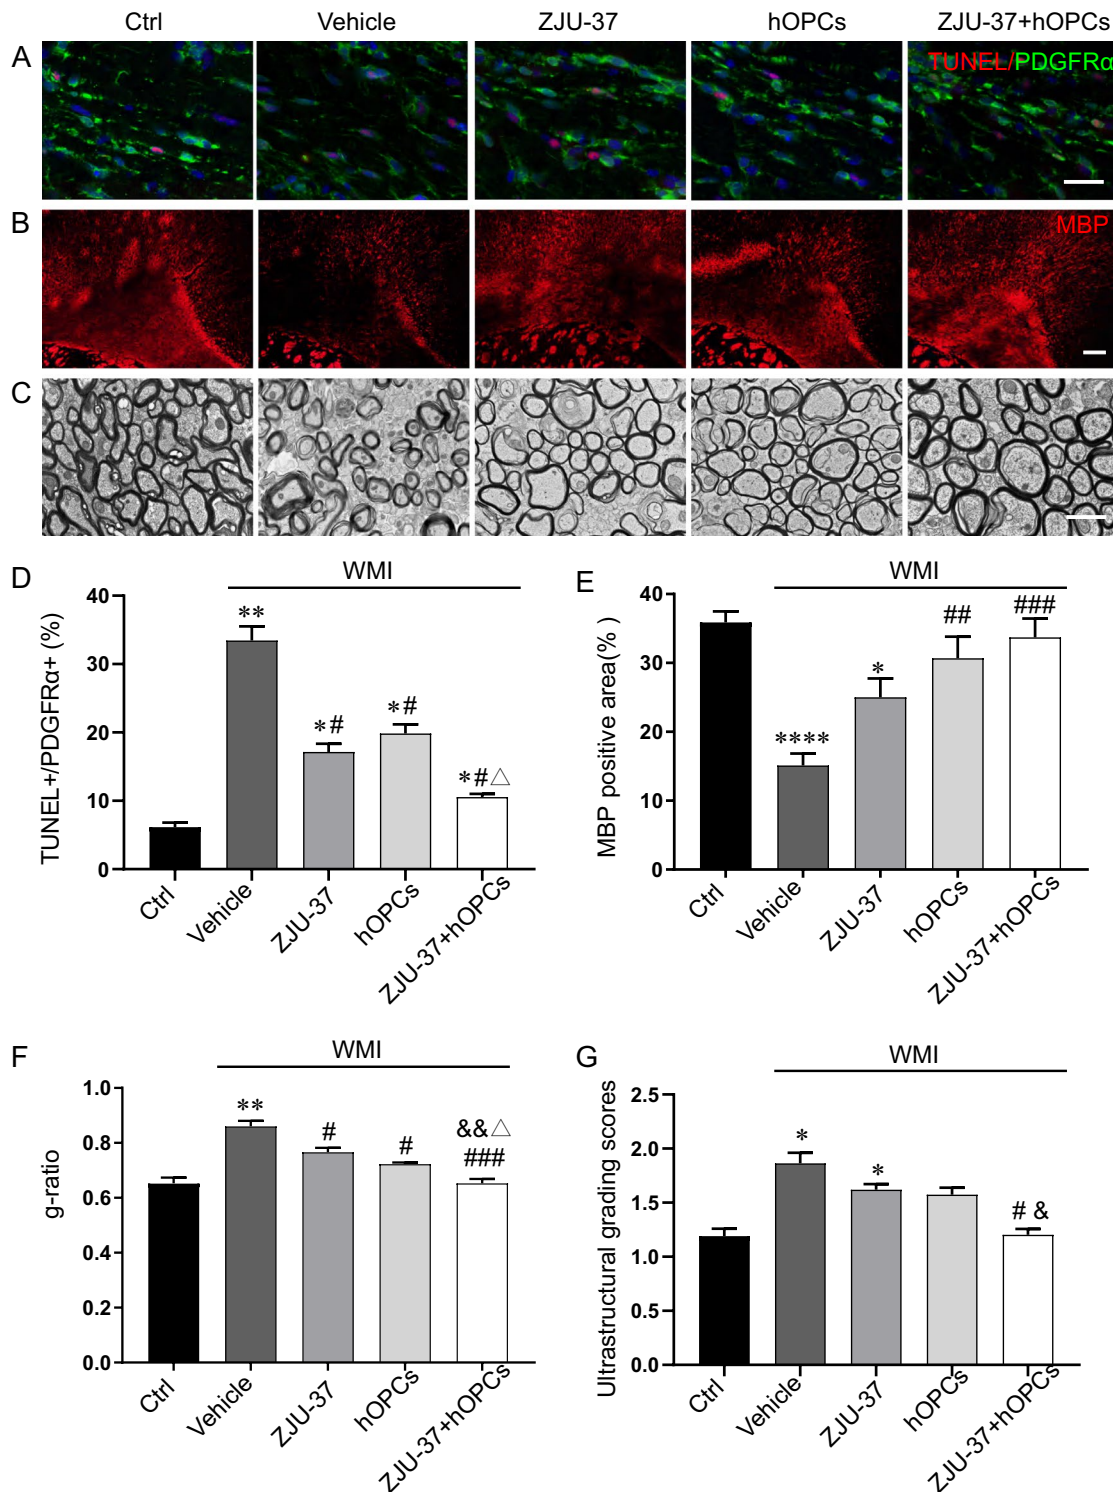 Ctrl Vehicle ZJU-37 hOPCs ZJU-37+hOPCs
A
TUNEL/PDGFRα
B
MBP
C
D
WMI
TUNEL+/PDGFRα+ (%)
40
30
20
10
0
**
*#
*#
*#△
Ctrl
Vehicle
ZJU-37
hOPCs
ZJU-37+hOPCs
E
WMI
MBP positive area(% )
40
30
20
10
0
****
*
##
###
Ctrl
Vehicle
ZJU-37
hOPCs
ZJU-37+hOPCs
F
WMI
g-ratio
1.0
0.8
0.6
0.4
0.2
0.0
**
#
#
&&△
###
Ctrl
Vehicle
ZJU-37
hOPCs
ZJU-37+hOPCs
G
WMI
Ultrastructural grading scores
2.5
2.0
1.5
1.0
0.5
0.0
*
*
# &
Ctrl
Vehicle
ZJU-37
hOPCs
ZJU-37+hOPCs